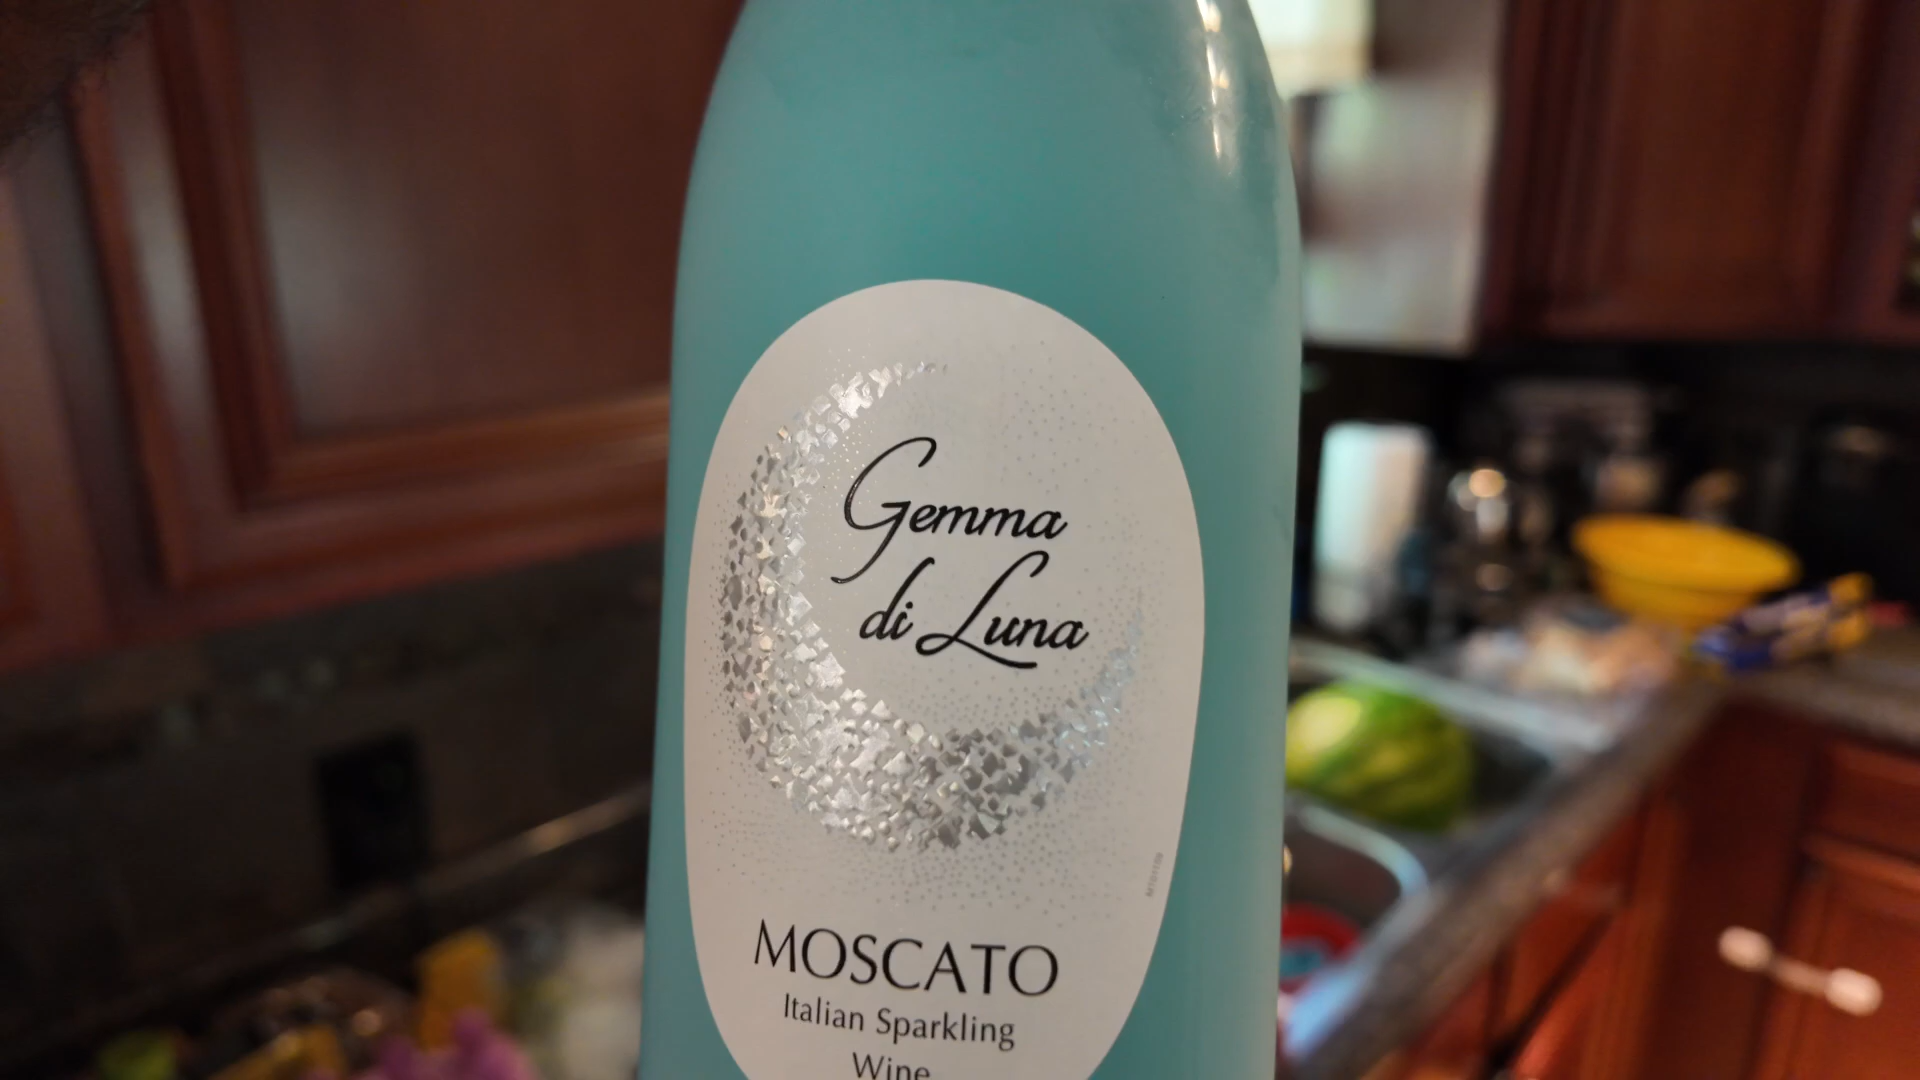 Gemma
di Luna
MOSCATO
Italian Sparkling
Wine